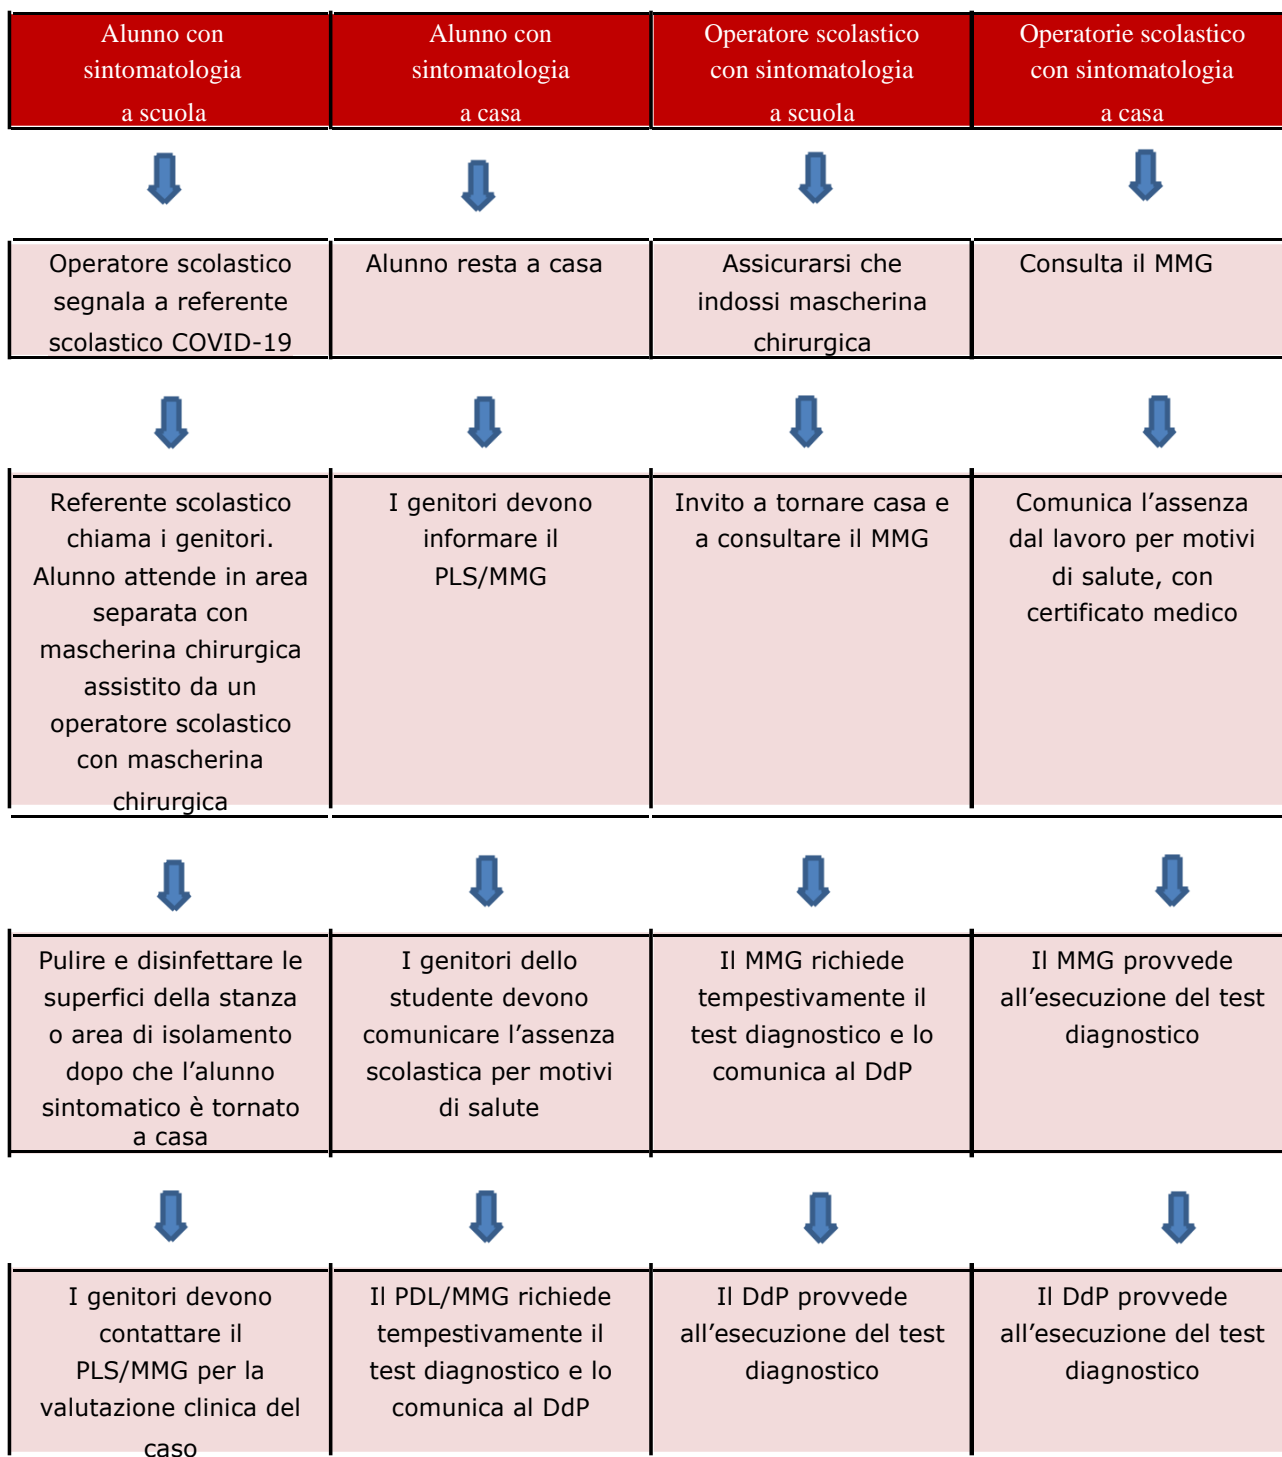 Alunno con
sintomatologia
a scuola
Alunno con
sintomatologia
a casa
Operatore scolastico
con sintomatologia
a scuola
Operatorie scolastico
con sintomatologia
a casa
Operatore scolastico
segnala a referente
scolastico COVID-19
Alunno resta a casa
Assicurarsi che
indossi mascherina
chirurgica
Consulta il MMG
Referente scolastico
chiama i genitori.
Alunno attende in area
separata con
mascherina chirurgica
assistito da un
operatore scolastico
con mascherina
chirurgica
I genitori devono
informare il
PLS/MMG
Invito a tornare casa e
a consultare il MMG
Comunica l’assenza
dal lavoro per motivi
di salute, con
certificato medico
Pulire e disinfettare le
superfici della stanza
o area di isolamento
dopo che l’alunno
sintomatico è tornato
a casa
I genitori dello
studente devono
comunicare l’assenza
scolastica per motivi
di salute
Il MMG richiede
tempestivamente il
test diagnostico e lo
comunica al DdP
Il MMG provvede
all’esecuzione del test
diagnostico
I genitori devono
contattare il
PLS/MMG per la
valutazione clinica del
caso
Il PDL/MMG richiede
tempestivamente il
test diagnostico e lo
comunica al DdP
Il DdP provvede
all’esecuzione del test
diagnostico
Il DdP provvede
all’esecuzione del test
diagnostico